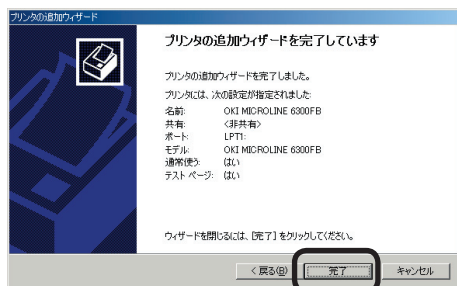 プリンタの追加ウィザード
プリンタの追加ウィザードを完了しています
プリンタの追加ウィザードを完了しました。
プリンタには、次の設定が指定されました:
名前: OKI MICROLINE 6300FB
共有: <非共有>
ポート: LPT1:
モデル: OKI MICROLINE 6300FB
通常使う: はい
テスト ページ: はい
ウィザードを閉じるには、[完了] をクリックしてください。
< 戻る(B) 完了 キャンセル